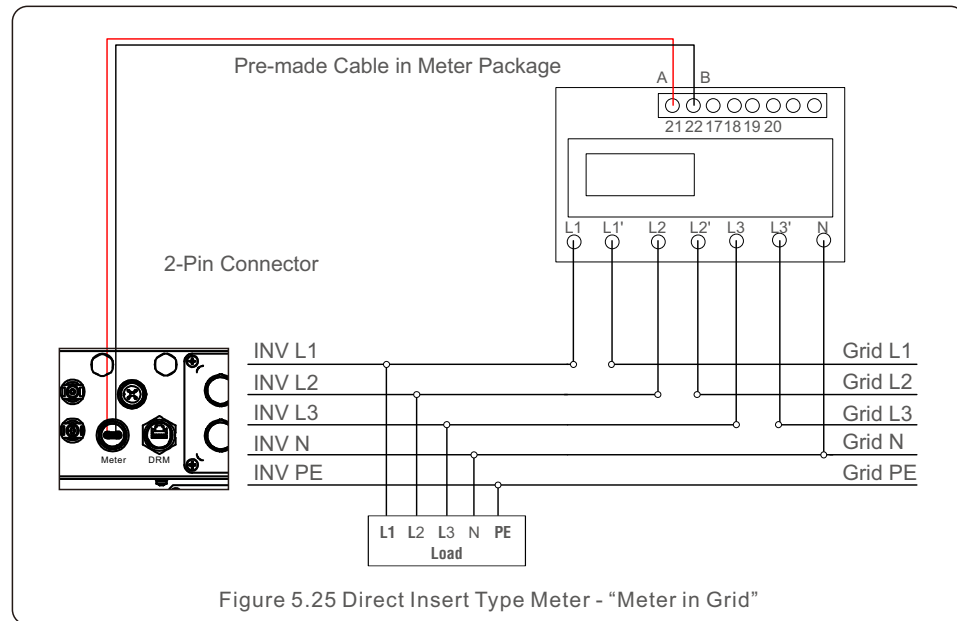 Pre-made Cable in Meter Package
A B
21 22 17 18 19 20
L1 L1' L2 L2' L3 L3' N
2-Pin Connector
INV L1 Grid L1
INV L2 Grid L2
INV L3 Grid L3
INV N Grid N
INV PE Grid PE
Meter DRM
L1 L2 L3 N PE
Load
Figure 5.25 Direct Insert Type Meter - “Meter in Grid”